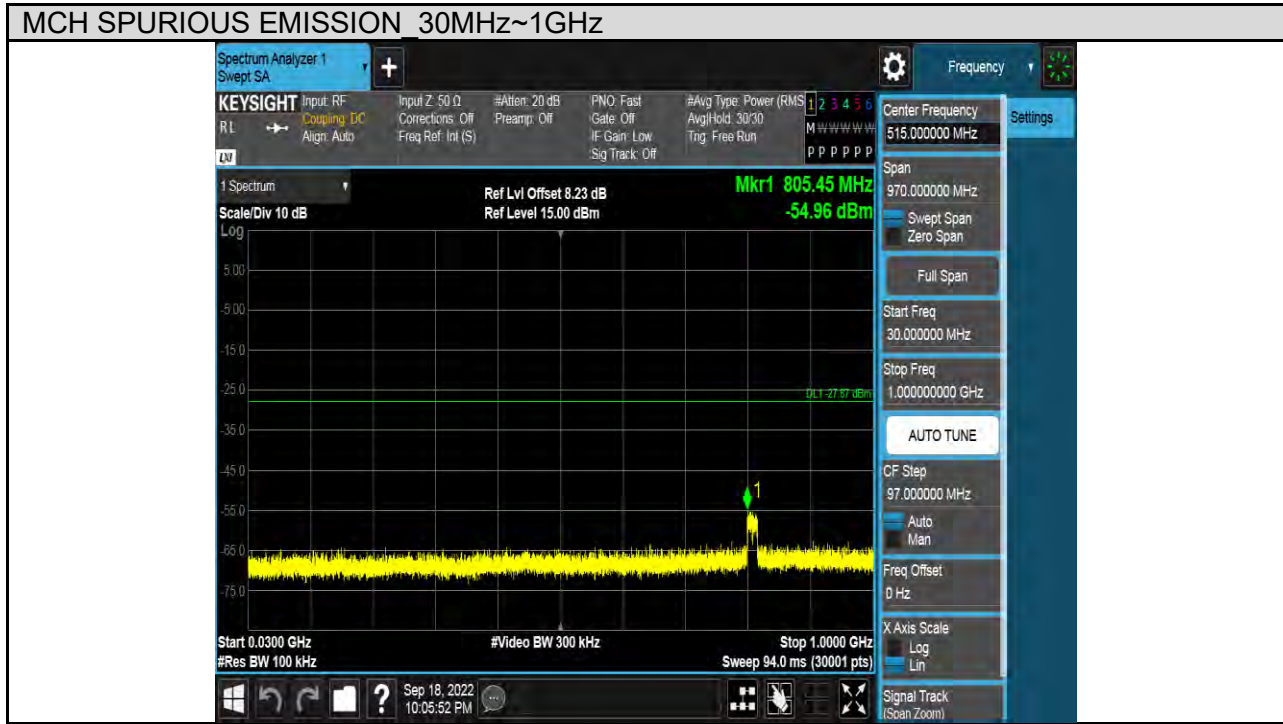 MCH SPURIOUS EMISSION_30MHz~1GHz
Spectrum Analyzer 1
Swept SA
+
Frequency
KEYSIGHT
RL
LXI
Input: RF
Coupling: DC
Align: Auto
Input Z: 50 Ω
Corrections: Off
Freq Ref: Int (S)
#Atten: 20 dB
Preamp: Off
PNO: Fast
Gate: Off
IF Gain: Low
Sig Track: Off
#Avg Type: Power (RMS
Avg|Hold: 30/30
Trig: Free Run
1 2 3 4 5 6
M W W W W W
P P P P P P
1 Spectrum
Scale/Div 10 dB
Ref Lvl Offset 8.23 dB
Ref Level 15.00 dBm
Mkr1 805.45 MHz
-54.96 dBm
Log
5.00
-5.00
-15.0
-25.0
DL1 -27.87 dBm
-35.0
-45.0
1
-55.0
-65.0
-75.0
Start 0.0300 GHz
#Video BW 300 kHz
Stop 1.0000 GHz
#Res BW 100 kHz
Sweep 94.0 ms (30001 pts)
?
Sep 18, 2022
10:05:52 PM
Center Frequency
515.000000 MHz
Settings
Span
970.000000 MHz
Swept Span
Zero Span
Full Span
Start Freq
30.000000 MHz
Stop Freq
1.000000000 GHz
AUTO TUNE
CF Step
97.000000 MHz
Auto
Man
Freq Offset
0 Hz
X Axis Scale
Log
Lin
Signal Track
(Span Zoom)